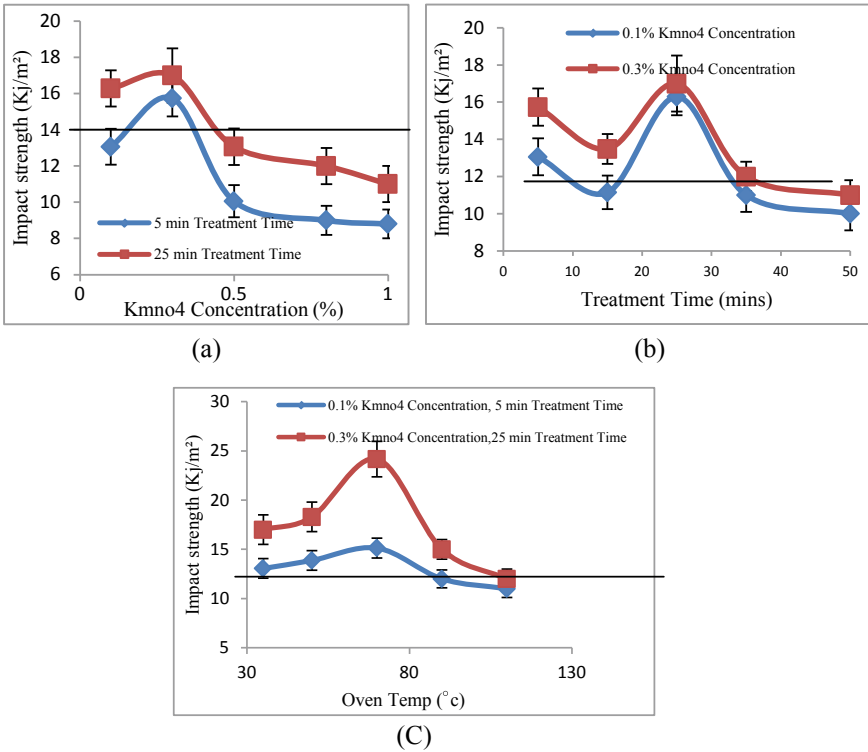 20
18
16
14
12
10
8
6
Impact strength (Kj/m²)
5 min Treatment Time
25 min Treatment Time
0
0.5
1
Kmno4 Concentration (%)
(a)
20
18
16
14
12
10
8
Impact strength (Kj/m²)
0.1% Kmno4 Concentration
0.3% Kmno4 Concentration
0
10
20
30
40
50
Treatment Time (mins)
(b)
30
25
20
15
10
5
Impact strength (Kj/m²)
0.1% Kmno4 Concentration, 5 min Treatment Time
0.3% Kmno4 Concentration,25 min Treatment Time
30
80
130
Oven Temp (°c)
(C)